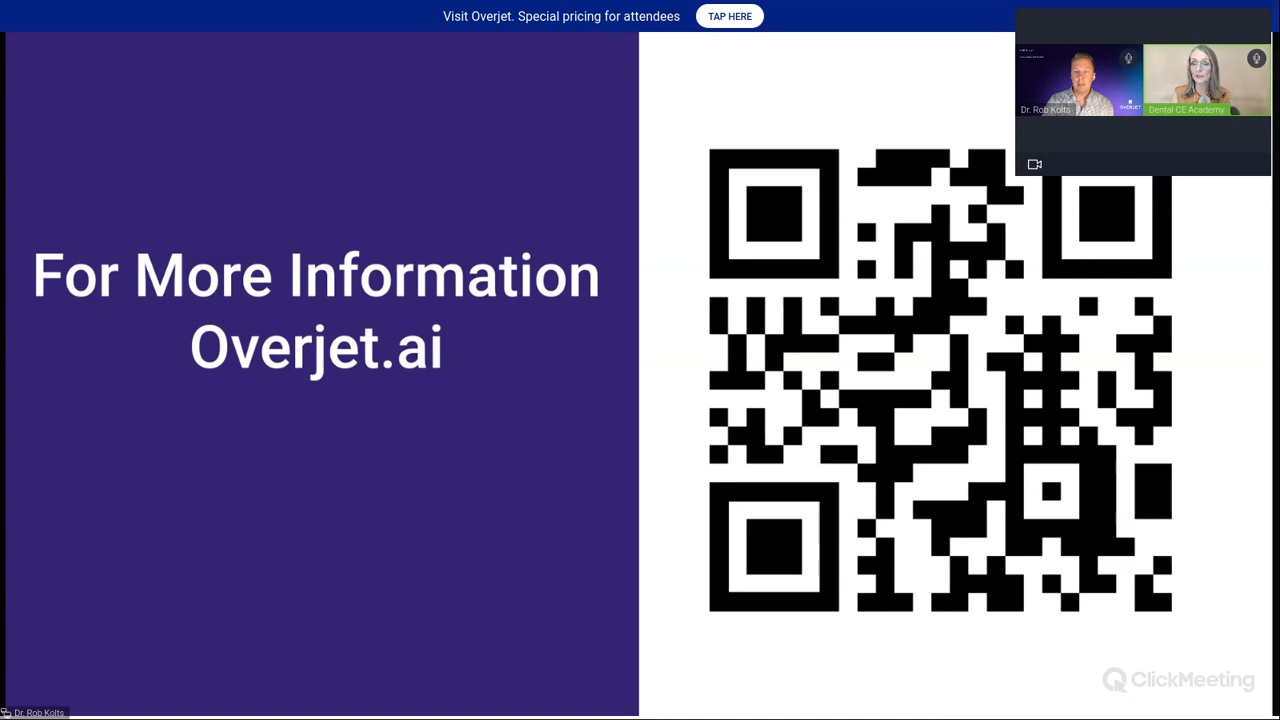 Visit Overjet. Special pricing for attendees
TAP HERE
Dr. Rob Kolts
OVERJET
Dental CE Academy
For More Information
Overjet.ai
ClickMeeting
Dr. Rob Kolts